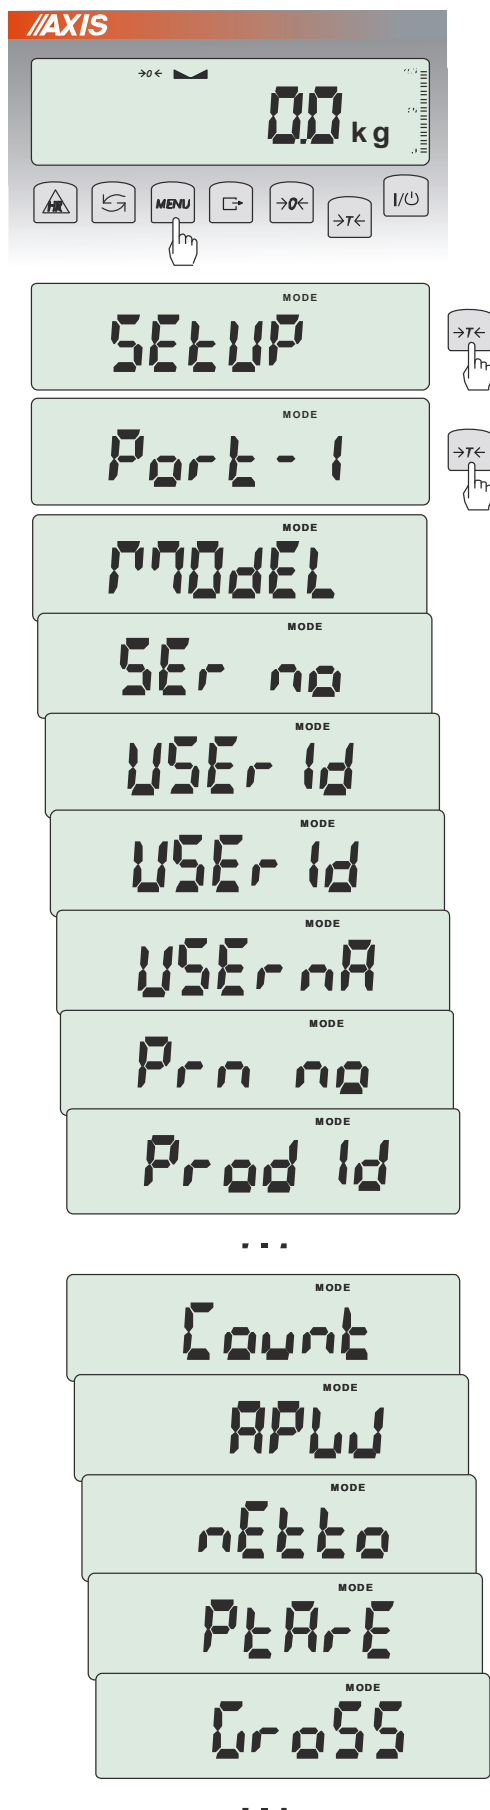 AXIS
→0←
0.0 kg
HR MENU →0← →T← I/
MODE
SEtUP
→T←
MODE
Port-1
→T←
MODE
MOdEL
MODE
SEr no
MODE
USEr Id
MODE
USEr Id
MODE
USEr nA
MODE
Prn no
MODE
Prod Id
...
MODE
Count
MODE
APW
MODE
nEtto
MODE
PtArE
MODE
GroSS
...